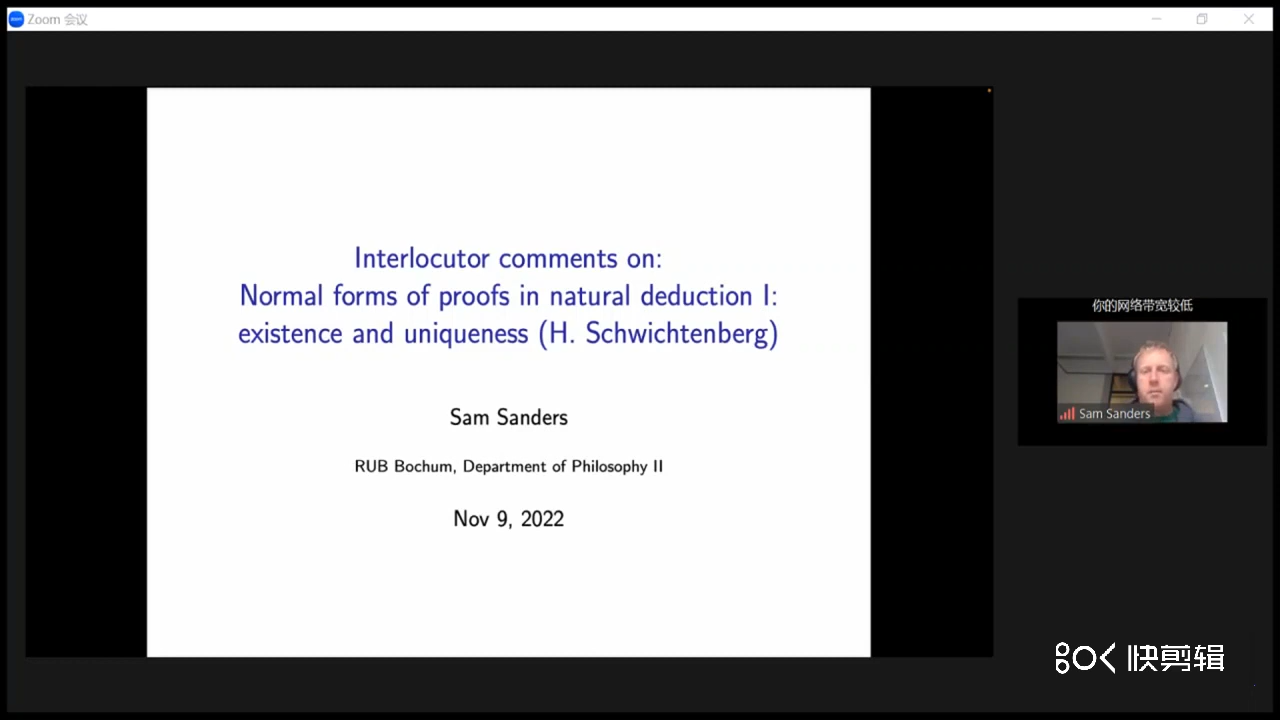 zoom
Zoom 会议
Interlocutor comments on:
Normal forms of proofs in natural deduction I:
existence and uniqueness (H. Schwichtenberg)
Sam Sanders
RUB Bochum, Department of Philosophy II
Nov 9, 2022
你的网络带宽较低
Sam Sanders
快剪辑